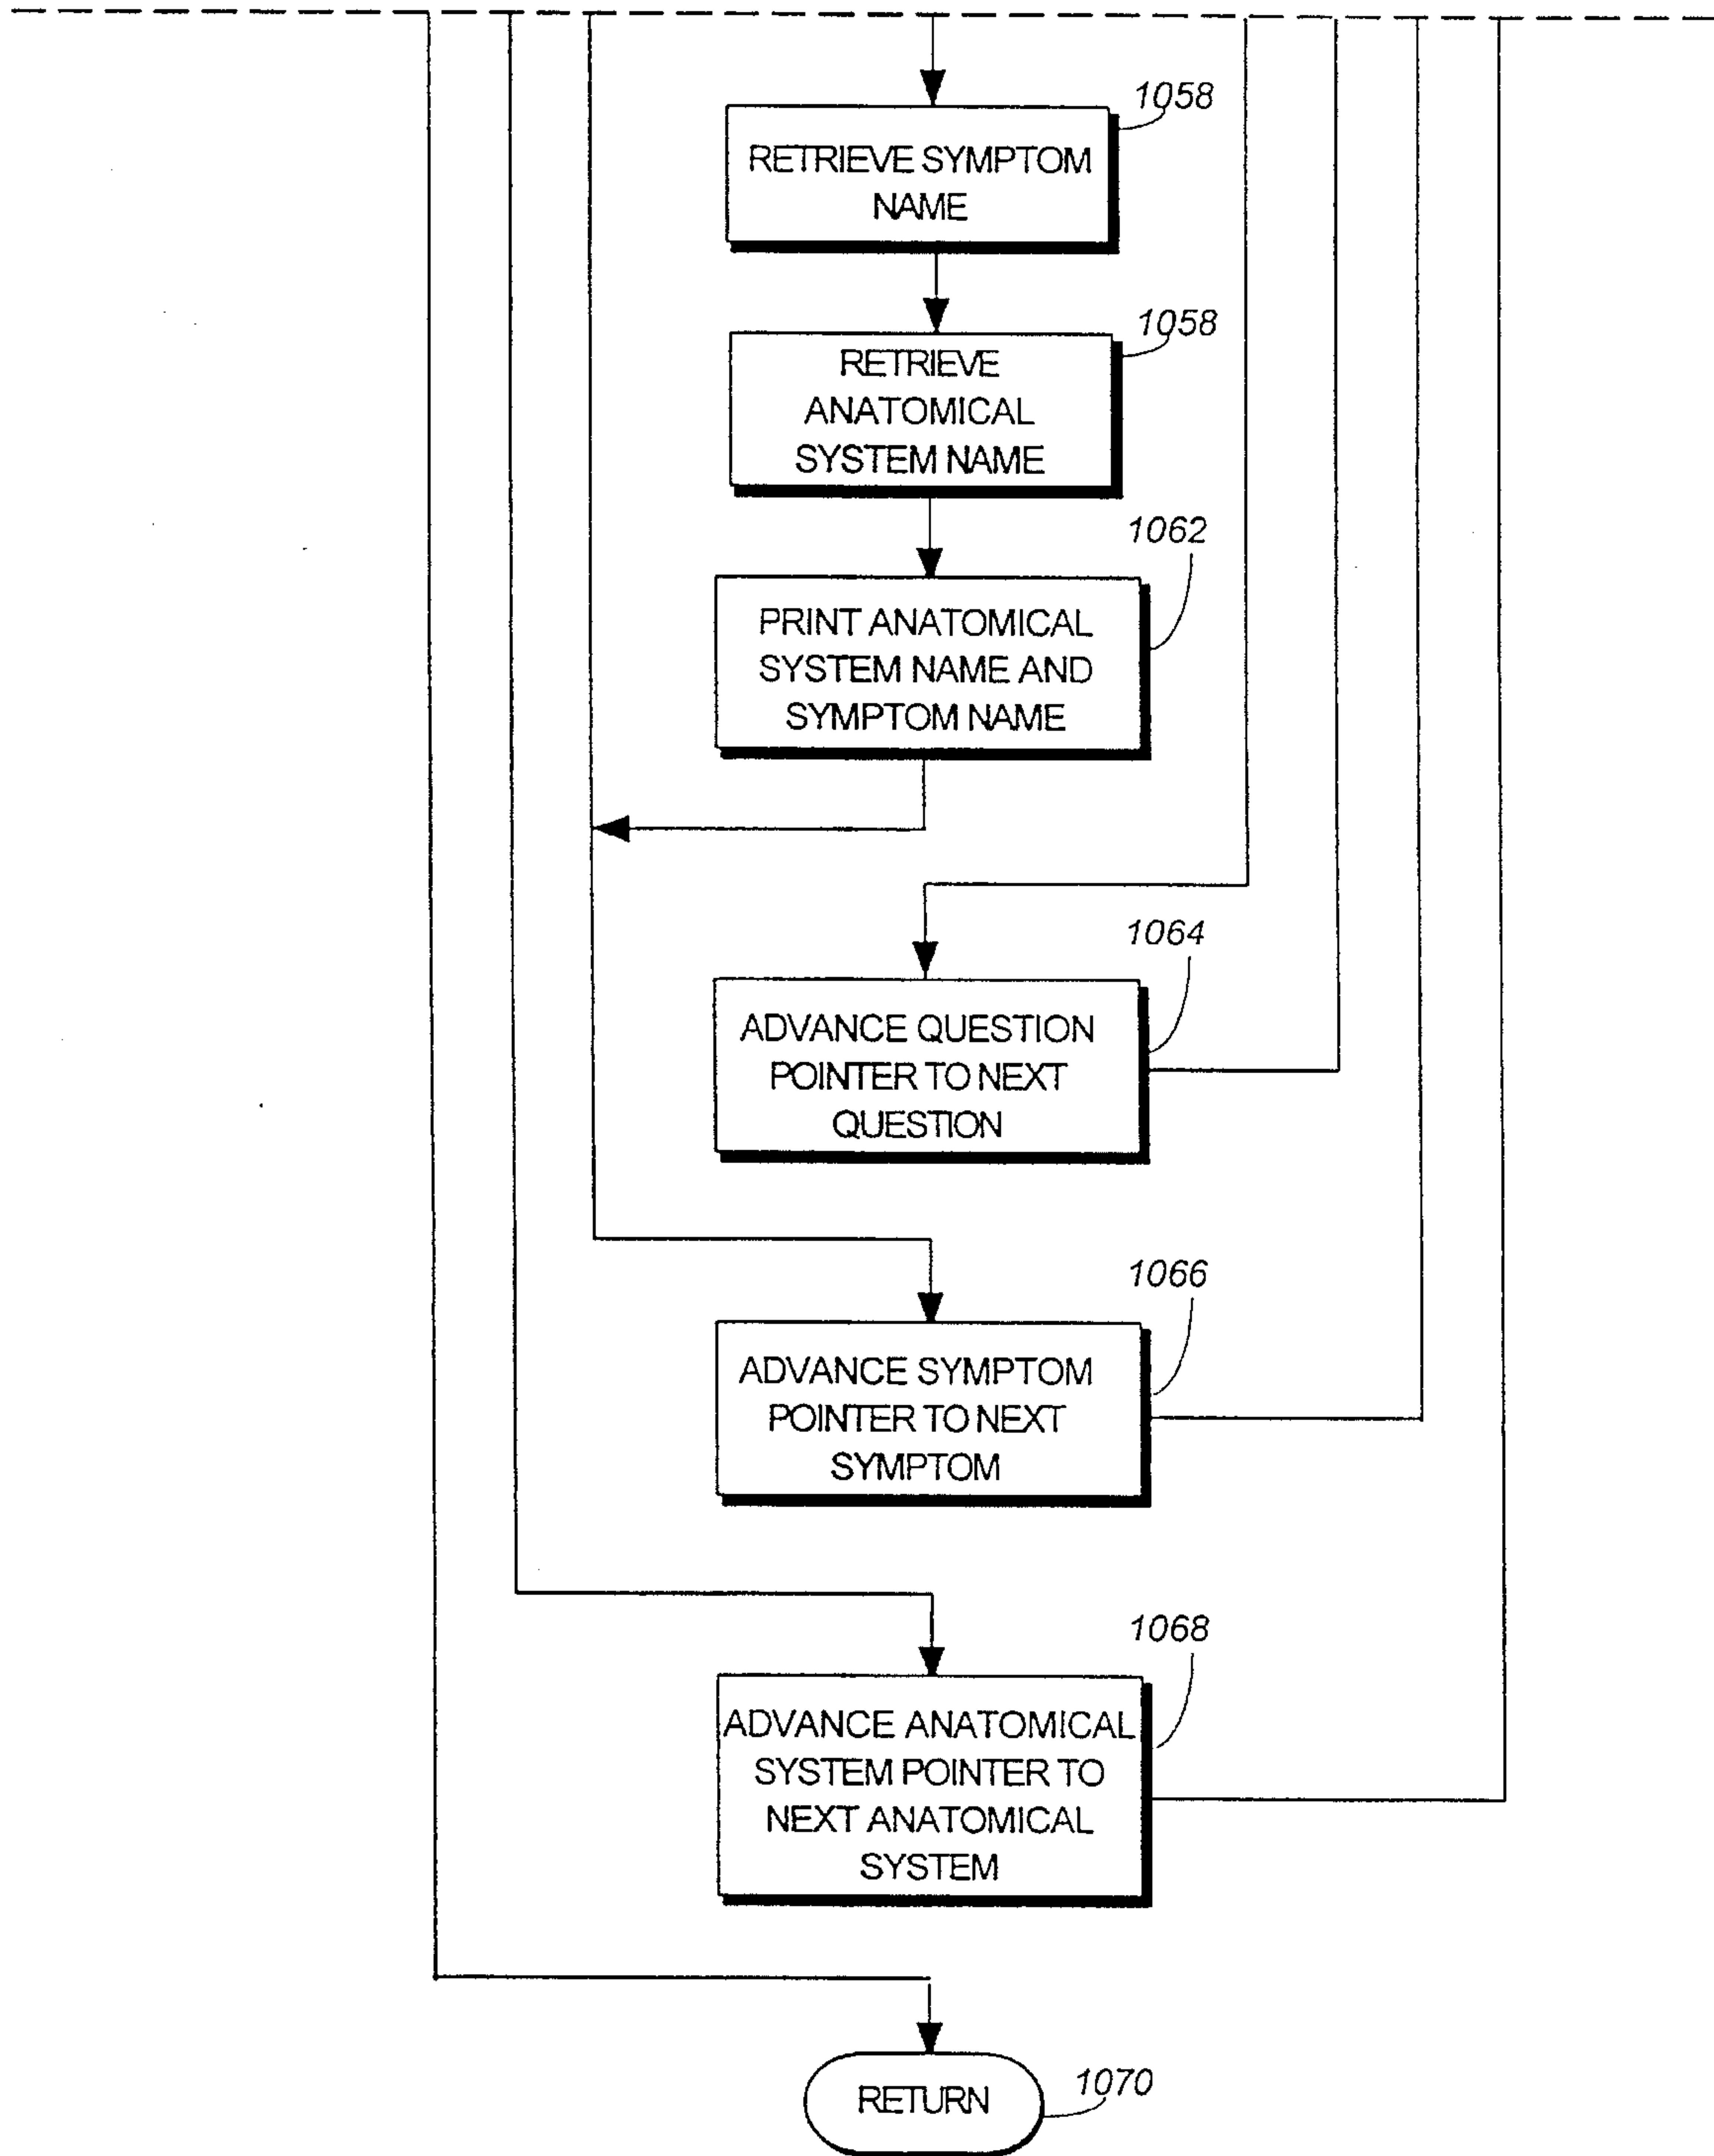 1058
RETRIEVE SYMPTOM
NAME
1058
RETRIEVE
ANATOMICAL
SYSTEM NAME
1062
PRINT ANATOMICAL
SYSTEM NAME AND
SYMPTOM NAME
1064
ADVANCE QUESTION
POINTER TO NEXT
QUESTION
1066
ADVANCE SYMPTOM
POINTER TO NEXT
SYMPTOM
1068
ADVANCE ANATOMICAL
SYSTEM POINTER TO
NEXT ANATOMICAL
SYSTEM
RETURN
1070